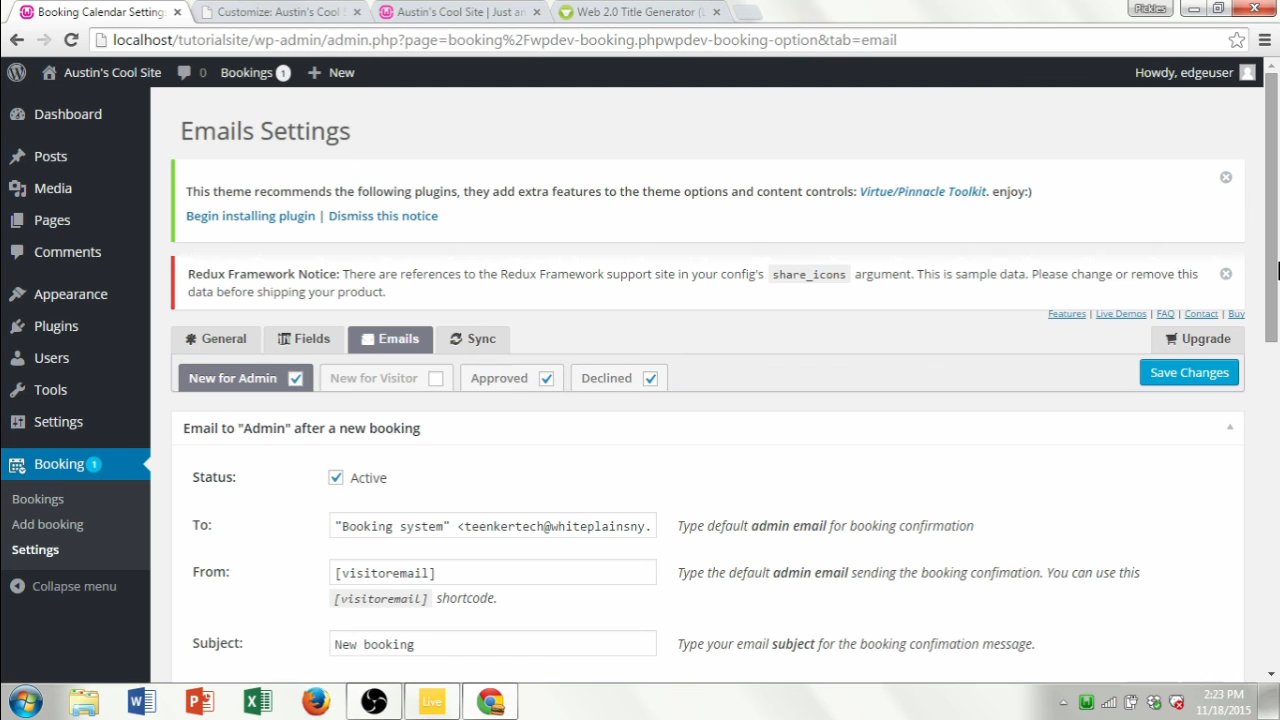 Booking Calendar Settings
Customize: Austin's Cool S
Austin's Cool Site | Just an
Web 2.0 Title Generator (L
Pickles
localhost/tutorialsite/wp-admin/admin.php?page=booking%2Fwpdev-booking.phpwpdev-booking-option&tab=email
Austin's Cool Site
0
Bookings 1
New
Howdy, edgeuser
Dashboard
Posts
Media
Pages
Comments
Appearance
Plugins
Users
Tools
Settings
Booking 1
Bookings
Add booking
Settings
Collapse menu
Emails Settings
This theme recommends the following plugins, they add extra features to the theme options and content controls: Virtue/Pinnacle Toolkit. enjoy:)
Begin installing plugin | Dismiss this notice
Redux Framework Notice: There are references to the Redux Framework support site in your config's share_icons argument. This is sample data. Please change or remove this
data before shipping your product.
Features | Live Demos | FAQ | Contact | Buy
General
Fields
Emails
Sync
Upgrade
New for Admin
New for Visitor
Approved
Declined
Save Changes
Email to "Admin" after a new booking
Status:
Active
To:
"Booking system" <teenkertech@whiteplainsny.
Type default admin email for booking confirmation
From:
[visitoremail]
Type the default admin email sending the booking confimation. You can use this
[visitoremail] shortcode.
Subject:
New booking
Type your email subject for the booking confimation message.
Live
2:23 PM
11/18/2015